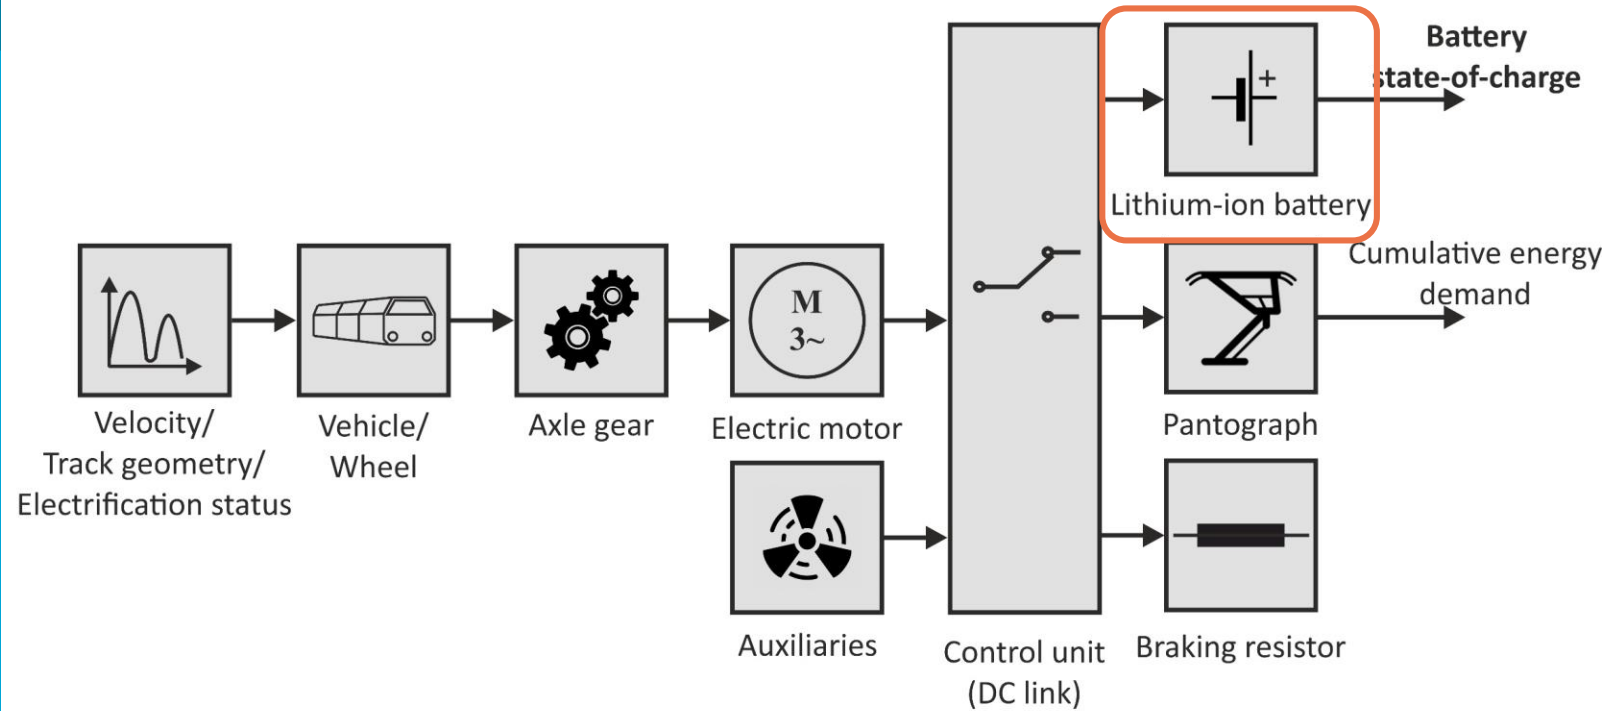 Battery
state-of-charge
+
Lithium-ion battery
Cumulative energy
demand
M
3~
Velocity/
Track geometry/
Electrification status
Vehicle/
Wheel
Axle gear
Electric motor
Pantograph
Auxiliaries
Control unit
(DC link)
Braking resistor